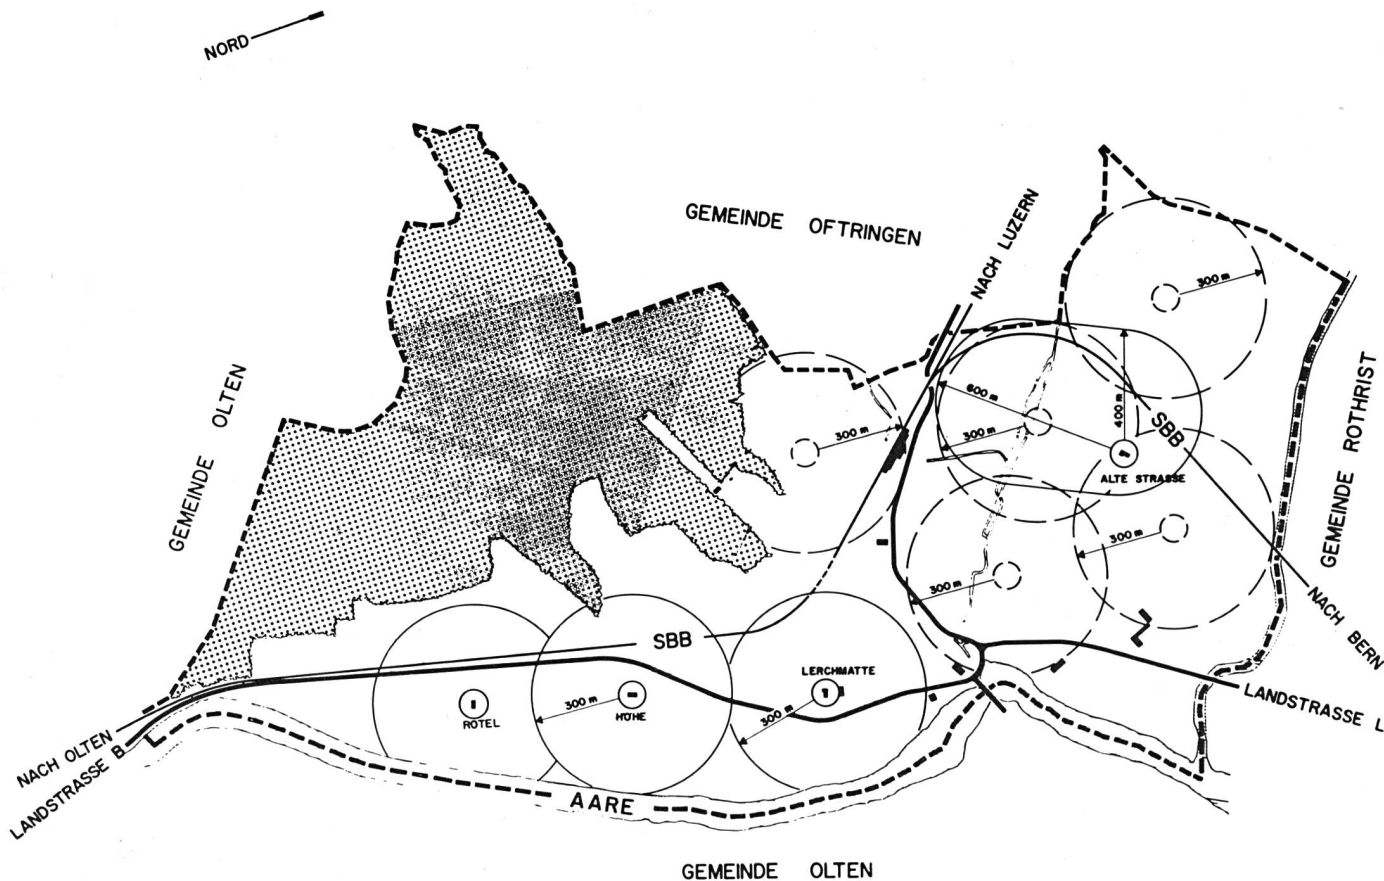 NORD
GEMEINDE OFTRINGEN
NACH LUZERN
300 m
GEMEINDE OLTEN
GEMEINDE ROTHRIST
600 m
400 m
SBB
300 m
300 m
ALTE STRASSE
300 m
300 m
NACH BERN
SBB
LERCHMATTE
LANDSTRASSE L
300 m
HÖHE
300 m
RÖTEL
NACH OLTEN
LANDSTRASSE B
AARE
GEMEINDE OLTEN